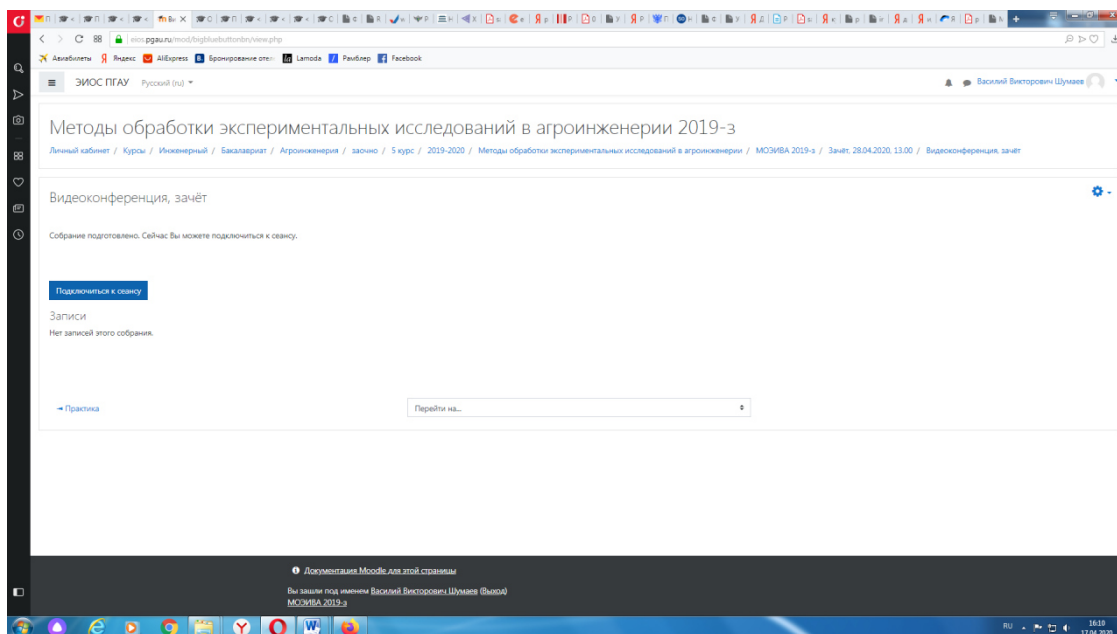 eios.pgau.ru/mod/bigbluebuttonbn/view.php
Авиабилеты Яндекс AliExpress Бронирование отел Lamoda Рамблер Facebook
ЭИОС ПГАУ Русский (ru)
Василий Викторович Шумаев
Методы обработки экспериментальных исследований в агроинженерии 2019-з
Личный кабинет / Курсы / Инженерный / Бакалавриат / Агроинженерия / заочно / 5 курс / 2019-2020 / Методы обработки экспериментальных исследований в агроинженерии / МОЭИВА 2019-з / Зачёт, 28.04.2020, 13.00 / Видеоконференция, зачёт
Видеоконференция, зачёт
Собрание подготовлено. Сейчас Вы можете подключиться к сеансу.
Подключиться к сеансу
Записи
Нет записей этого собрания.
Практика
Перейти на...
Документация Moodle для этой страницы
Вы зашли под именем Василий Викторович Шумаев (Выход)
МОЭИВА 2019-з
RU
16:10
17.04.2020